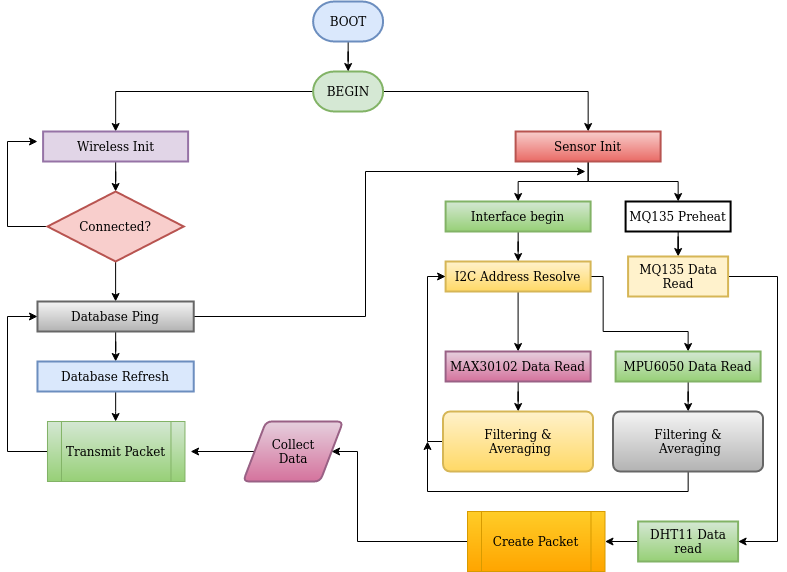 BOOT
BEGIN
Wireless Init
Sensor Init
Connected?
Interface begin
MQ135 Preheat
I2C Address Resolve
MQ135 Data
Read
Database Ping
Database Refresh
MAX30102 Data Read
MPU6050 Data Read
Transmit Packet
Collect
Data
Filtering &
Averaging
Filtering &
Averaging
Create Packet
DHT11 Data
read